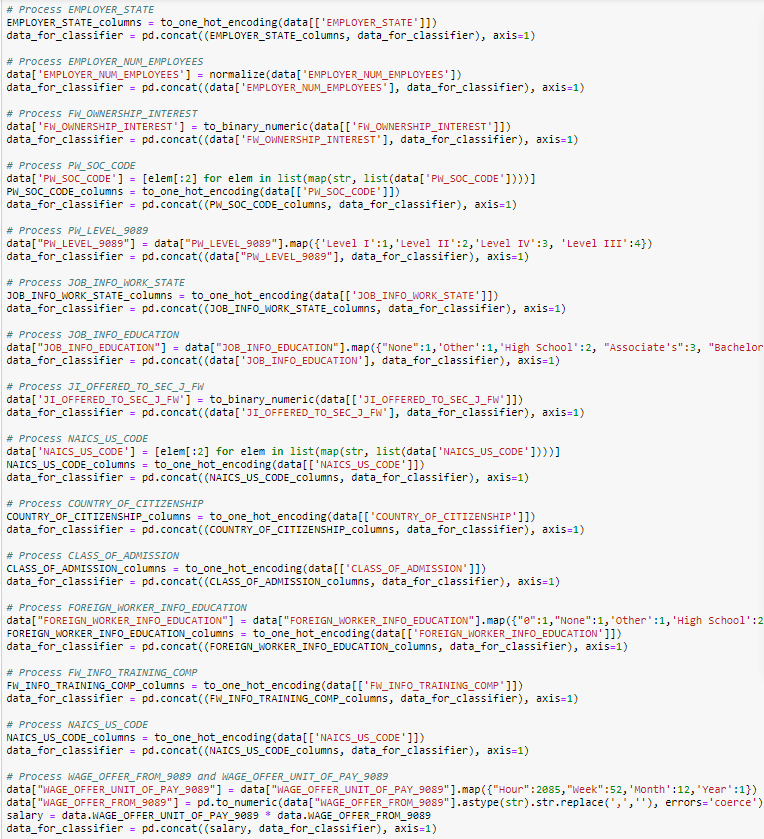 # Process EMPLOYER_STATE
EMPLOYER_STATE_columns = to_one_hot_encoding(data[['EMPLOYER_STATE']])
data_for_classifier = pd.concat((EMPLOYER_STATE_columns, data_for_classifier), axis=1)
# Process EMPLOYER_NUM_EMPLOYEES
data['EMPLOYER_NUM_EMPLOYEES'] = normalize(data['EMPLOYER_NUM_EMPLOYEES'])
data_for_classifier = pd.concat((data['EMPLOYER_NUM_EMPLOYEES'], data_for_classifier), axis=1)
# Process FW_OWNERSHIP_INTEREST
data['FW_OWNERSHIP_INTEREST'] = to_binary_numeric(data[['FW_OWNERSHIP_INTEREST']])
data_for_classifier = pd.concat((data['FW_OWNERSHIP_INTEREST'], data_for_classifier), axis=1)
# Process PW_SOC_CODE
data['PW_SOC_CODE'] = [elem[:2] for elem in list(map(str, list(data['PW_SOC_CODE'])))]
PW_SOC_CODE_columns = to_one_hot_encoding(data[['PW_SOC_CODE']])
data_for_classifier = pd.concat((PW_SOC_CODE_columns, data_for_classifier), axis=1)
# Process PW_LEVEL_9089
data["PW_LEVEL_9089"] = data["PW_LEVEL_9089"].map({'Level I':1,'Level II':2,'Level IV':3, 'Level III':4})
data_for_classifier = pd.concat((data["PW_LEVEL_9089"], data_for_classifier), axis=1)
# Process JOB_INFO_WORK_STATE
JOB_INFO_WORK_STATE_columns = to_one_hot_encoding(data[['JOB_INFO_WORK_STATE']])
data_for_classifier = pd.concat((JOB_INFO_WORK_STATE_columns, data_for_classifier), axis=1)
# Process JOB_INFO_EDUCATION
data["JOB_INFO_EDUCATION"] = data["JOB_INFO_EDUCATION"].map({"None":1,'Other':1,'High School':2, "Associate's":3, "Bachelor
data_for_classifier = pd.concat((data['JOB_INFO_EDUCATION'], data_for_classifier), axis=1)
# Process JI_OFFERED_TO_SEC_J_FW
data['JI_OFFERED_TO_SEC_J_FW'] = to_binary_numeric(data[['JI_OFFERED_TO_SEC_J_FW']])
data_for_classifier = pd.concat((data['JI_OFFERED_TO_SEC_J_FW'], data_for_classifier), axis=1)
# Process NAICS_US_CODE
data['NAICS_US_CODE'] = [elem[:2] for elem in list(map(str, list(data['NAICS_US_CODE'])))]
NAICS_US_CODE_columns = to_one_hot_encoding(data[['NAICS_US_CODE']])
data_for_classifier = pd.concat((NAICS_US_CODE_columns, data_for_classifier), axis=1)
# Process COUNTRY_OF_CITIZENSHIP
COUNTRY_OF_CITIZENSHIP_columns = to_one_hot_encoding(data[['COUNTRY_OF_CITIZENSHIP']])
data_for_classifier = pd.concat((COUNTRY_OF_CITIZENSHIP_columns, data_for_classifier), axis=1)
# Process CLASS_OF_ADMISSION
CLASS_OF_ADMISSION_columns = to_one_hot_encoding(data[['CLASS_OF_ADMISSION']])
data_for_classifier = pd.concat((CLASS_OF_ADMISSION_columns, data_for_classifier), axis=1)
# Process FOREIGN_WORKER_INFO_EDUCATION
data["FOREIGN_WORKER_INFO_EDUCATION"] = data["FOREIGN_WORKER_INFO_EDUCATION"].map({"0":1,"None":1,'Other':1,'High School':2
FOREIGN_WORKER_INFO_EDUCATION_columns = to_one_hot_encoding(data[['FOREIGN_WORKER_INFO_EDUCATION']])
data_for_classifier = pd.concat((FOREIGN_WORKER_INFO_EDUCATION_columns, data_for_classifier), axis=1)
# Process FW_INFO_TRAINING_COMP
FW_INFO_TRAINING_COMP_columns = to_one_hot_encoding(data[['FW_INFO_TRAINING_COMP']])
data_for_classifier = pd.concat((FW_INFO_TRAINING_COMP_columns, data_for_classifier), axis=1)
# Process NAICS_US_CODE
NAICS_US_CODE_columns = to_one_hot_encoding(data[['NAICS_US_CODE']])
data_for_classifier = pd.concat((NAICS_US_CODE_columns, data_for_classifier), axis=1)
# Process WAGE_OFFER_FROM_9089 and WAGE_OFFER_UNIT_OF_PAY_9089
data["WAGE_OFFER_UNIT_OF_PAY_9089"] = data["WAGE_OFFER_UNIT_OF_PAY_9089"].map({"Hour":2085,"Week":52,'Month':12,'Year':1})
data["WAGE_OFFER_FROM_9089"] = pd.to_numeric(data["WAGE_OFFER_FROM_9089"].astype(str).str.replace(',',''), errors='coerce')
salary = data.WAGE_OFFER_UNIT_OF_PAY_9089 * data.WAGE_OFFER_FROM_9089
data_for_classifier = pd.concat((salary, data_for_classifier), axis=1)